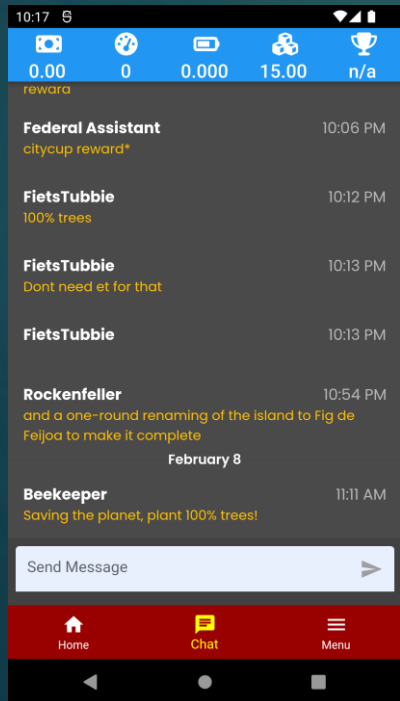 10:17
0.00 0 0.000 15.00 n/a
reward
Federal Assistant 10:06 PM
citycup reward*
FietsTubbie 10:12 PM
100% trees
FietsTubbie 10:13 PM
Dont need et for that
FietsTubbie 10:13 PM
Rockenfeller 10:54 PM
and a one-round renaming of the island to Fig de
Feijoa to make it complete
February 8
Beekeeper 11:11 AM
Saving the planet, plant 100% trees!
Send Message
Home Chat Menu